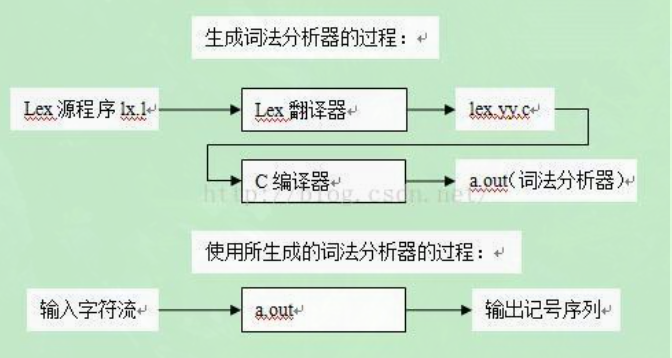 生成词法分析器的过程：
Lex 源程序 lx.l
Lex 翻译器
lex.yy.c
C 编译器
a.out（词法分析器）
http://blog.csdn.net/
使用所生成的词法分析器的过程：
输入字符流
a.out
输出记号序列